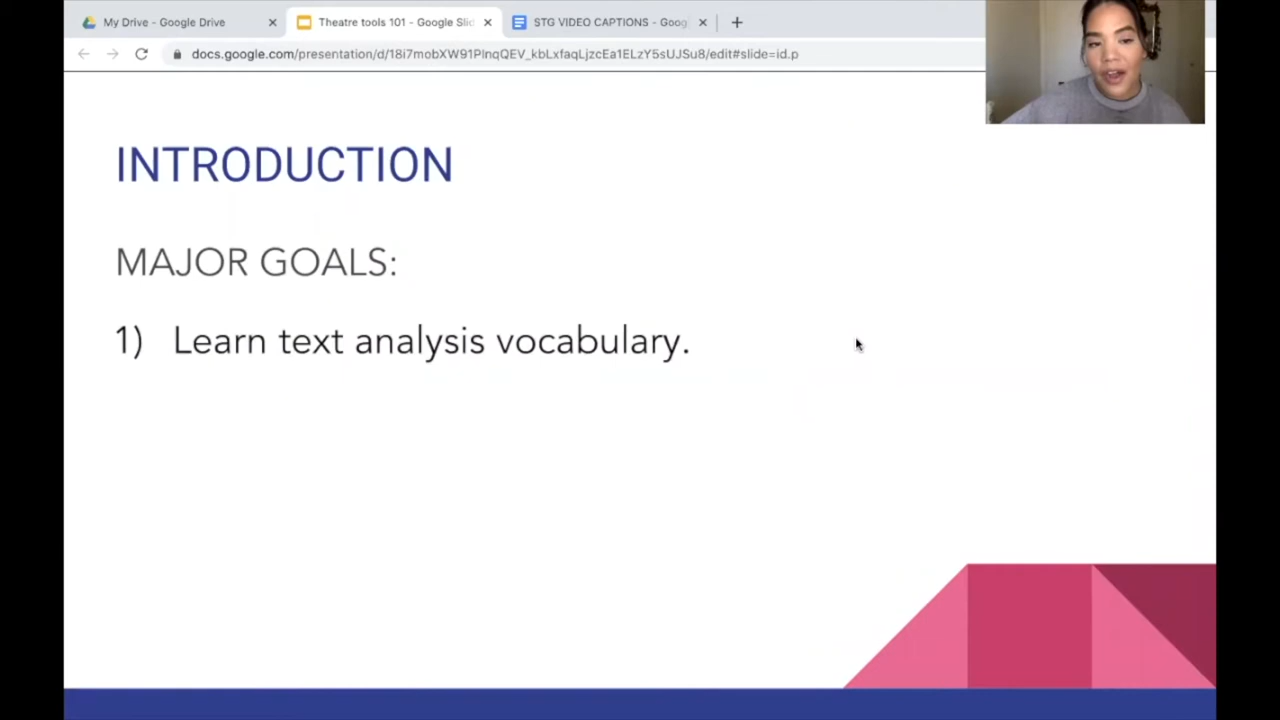 My Drive - Google Drive
Theatre tools 101 - Google Slid
STG VIDEO CAPTIONS - Goog
docs.google.com/presentation/d/18i7mobXW91PlnqQEV_kbLxfaqLjzcEa1ELzY5sUJSu8/edit#slide=id.p
INTRODUCTION
MAJOR GOALS:
1) Learn text analysis vocabulary.